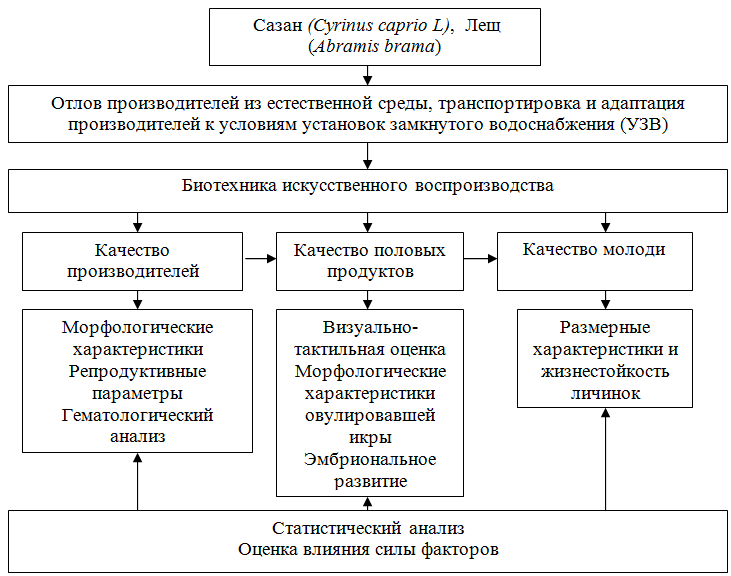 Сазан (Cyrinus caprio L), Лещ
(Abramis brama)
Отлов производителей из естественной среды, транспортировка и адаптация
производителей к условиям установок замкнутого водоснабжения (УЗВ)
Биотехника искусственного воспроизводства
Качество
производителей
Качество половых
продуктов
Качество молоди
Морфологические
характеристики
Репродуктивные
параметры
Гематологический
анализ
Визуально-
тактильная оценка
Морфологические
характеристики
овулировавшей
икры
Эмбриональное
развитие
Размерные
характеристики и
жизнестойкость
личинок
Статистический анализ
Оценка влияния силы факторов